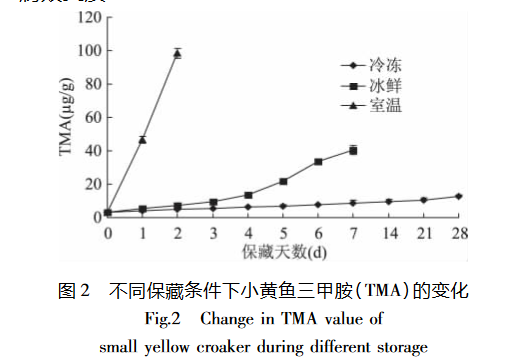 120
100
80
60
40
20
0
TMA(μg/g)
冷冻
冰鲜
室温
0 1 2 3 4 5 6 7 14 21 28
保藏天数(d)
图 2 不同保藏条件下小黄鱼三甲胺(TMA)的变化
Fig.2 Change in TMA value of
small yellow croaker during different storage